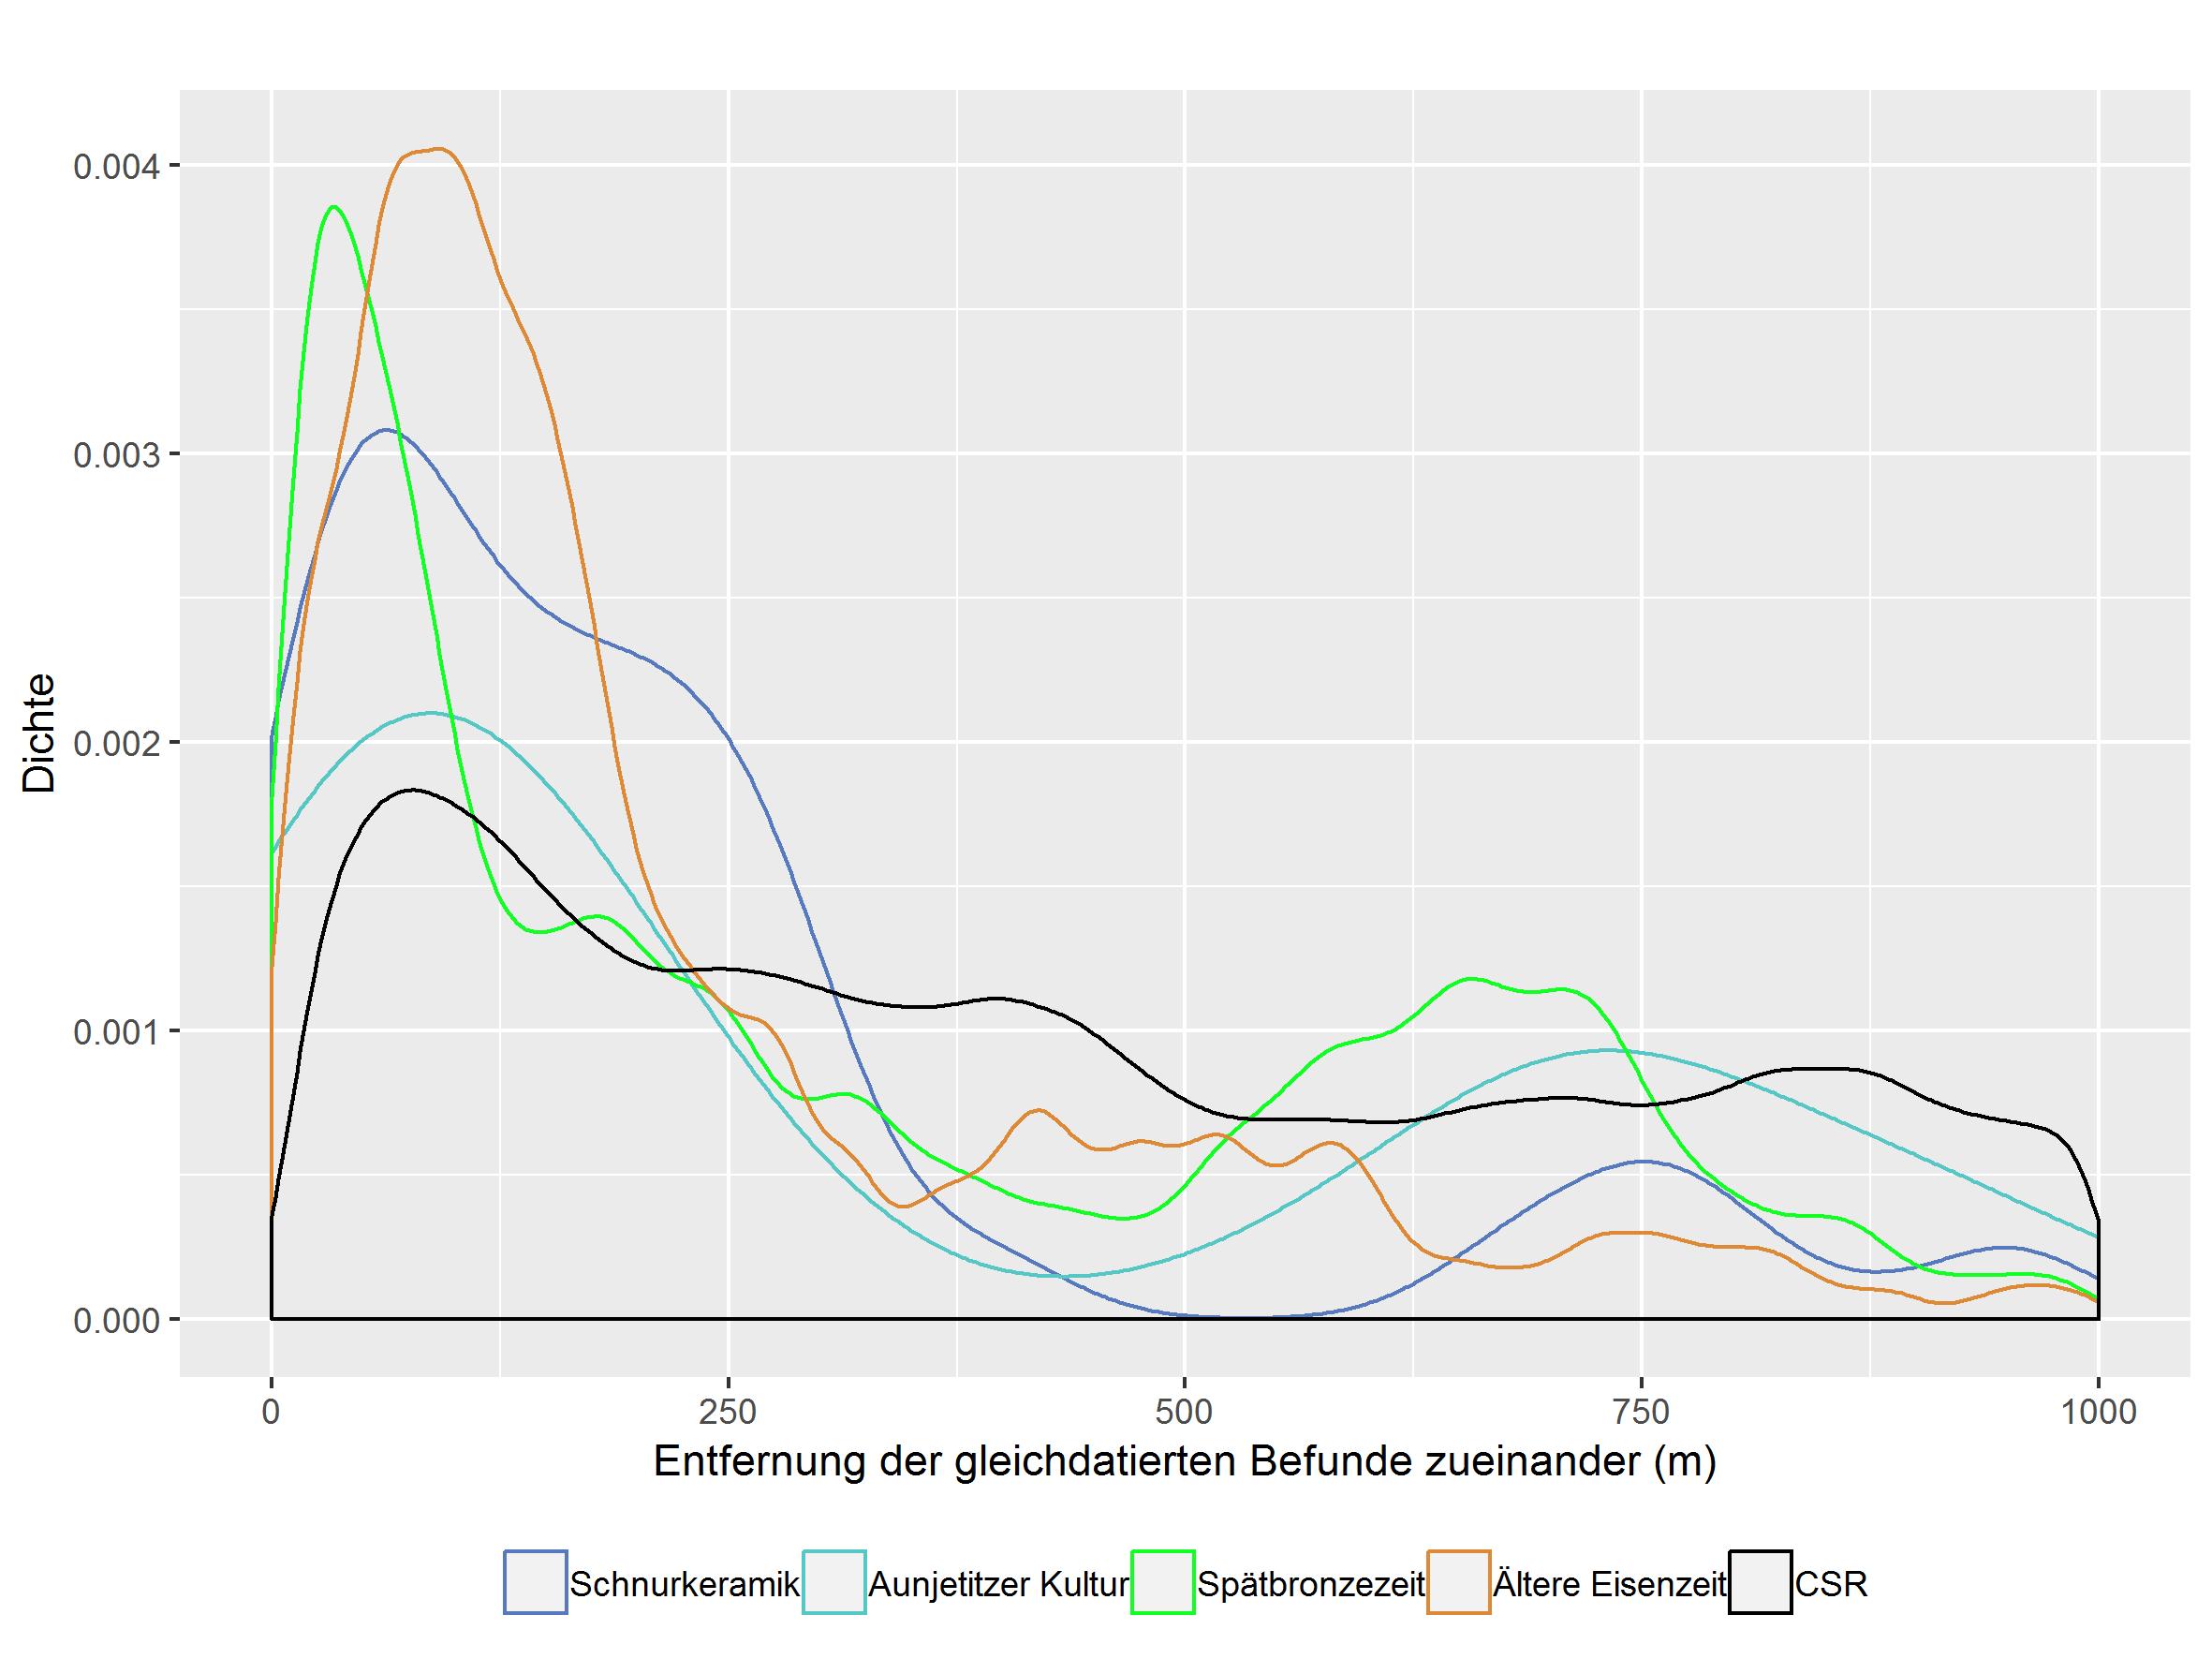 0.004
0.003
0.002
0.001
0.000
Dichte
0 250 500 750 1000
Entfernung der gleichdatierten Befunde zueinander (m)
Schnurkeramik Aunjetitzer Kultur Spätbronzezeit Ältere Eisenzeit CSR